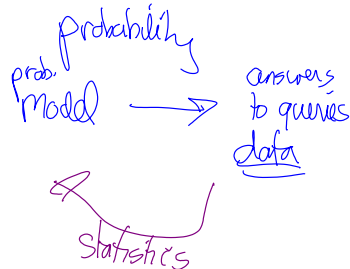 probability
prob.
model
answers
to queries
data
statistics